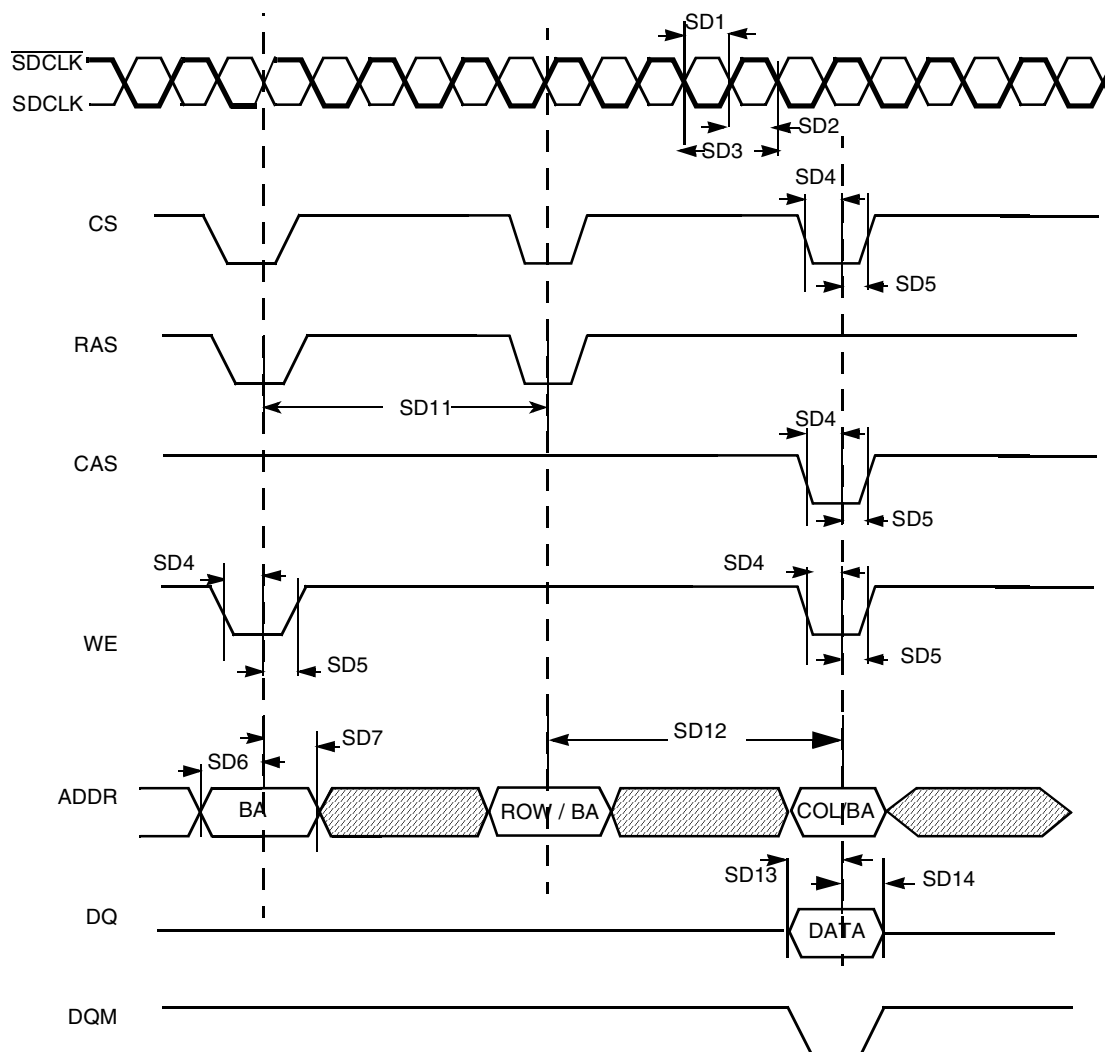 SD1
SDCLK
SDCLK
SD2
SD3
SD4
CS
SD5
RAS
SD11
SD4
CAS
SD5
SD4
SD4
WE
SD5
SD5
SD12
SD7
SD6
ADDR
BA
ROW / BA
COL/BA
SD13
SD14
DQ
DATA
DQM